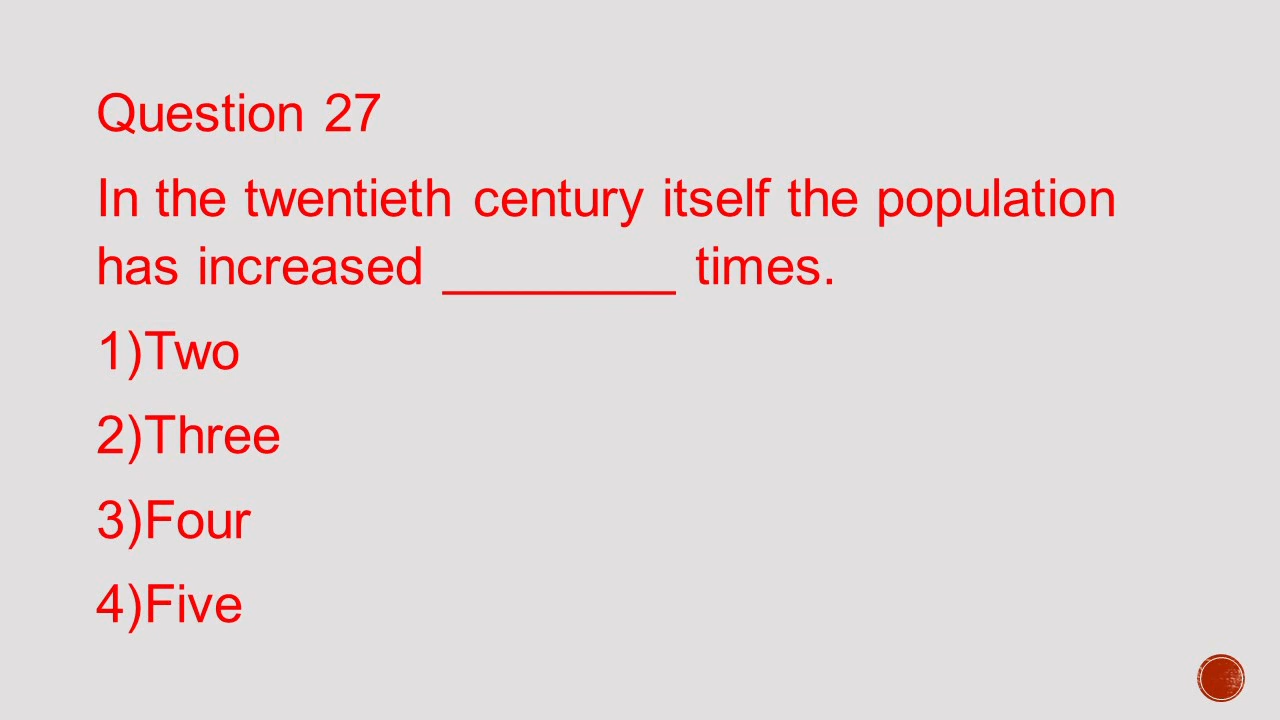 Question 27
In the twentieth century itself the population
has increased ________ times.
1)Two
2)Three
3)Four
4)Five